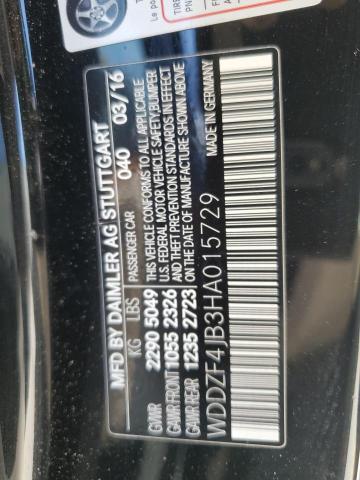 MFD BY DAIMLER AG STUTTGART
040 03/16
KG LBS PASSENGER CAR
GVWR 2290 5049 THIS VEHICLE CONFORMS TO ALL APPLICABLE
U.S. FEDERAL MOTOR VEHICLE SAFETY, BUMPER
GAWR FRONT 1055 2326 AND THEFT PREVENTION STANDARDS IN EFFECT
GAWR REAR 1235 2723 ON THE DATE OF MANUFACTURE SHOWN ABOVE
WDDZF4JB3HA015729 MADE IN GERMANY
TIRE